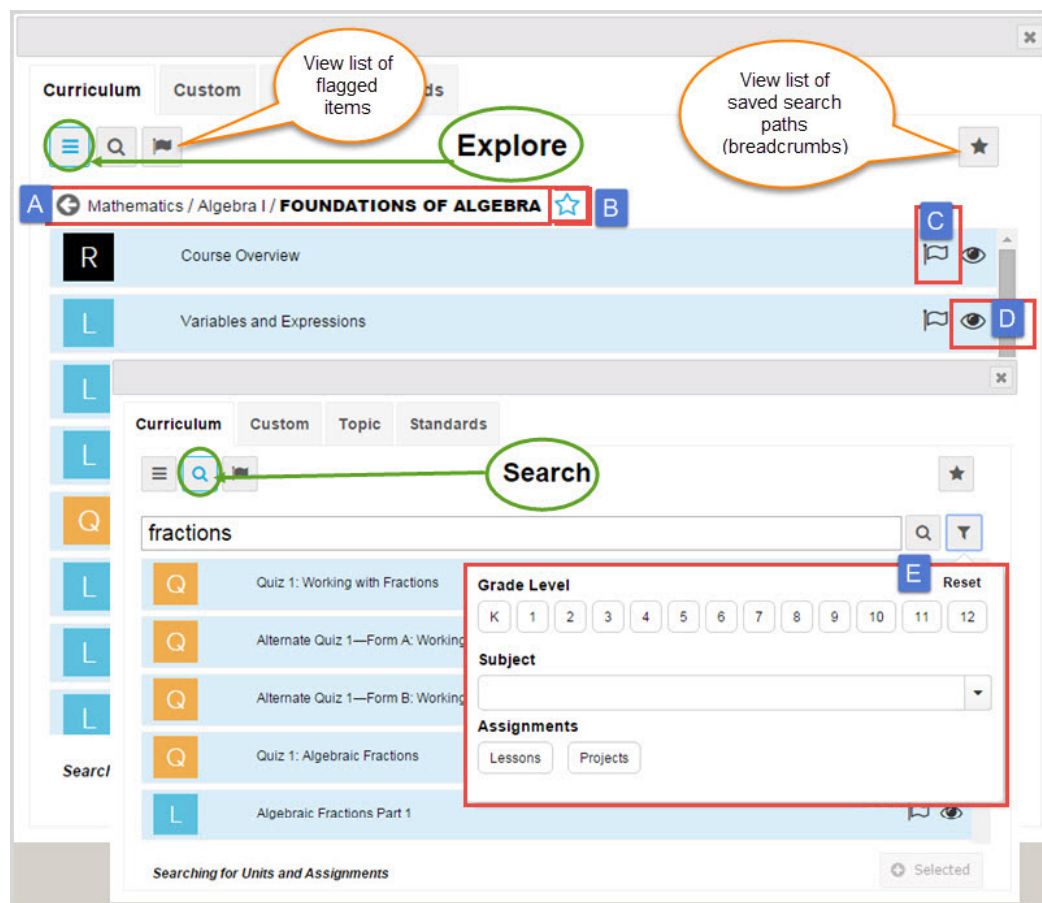 Curriculum Custom ds
View list of
flagged
items
View list of
saved search
paths
(breadcrumbs)
Explore
A Mathematics / Algebra I / FOUNDATIONS OF ALGEBRA B
C
R Course Overview
L Variables and Expressions D
L
L
Q
L
L
L
Search
Curriculum Custom Topic Standards
Search
fractions
Q Quiz 1: Working with Fractions
Q Alternate Quiz 1—Form A: Working
Q Alternate Quiz 1—Form B: Working
Q Quiz 1: Algebraic Fractions
L Algebraic Fractions Part 1
E Reset
Grade Level
K 1 2 3 4 5 6 7 8 9 10 11 12
Subject
Assignments
Lessons Projects
Searching for Units and Assignments
Selected